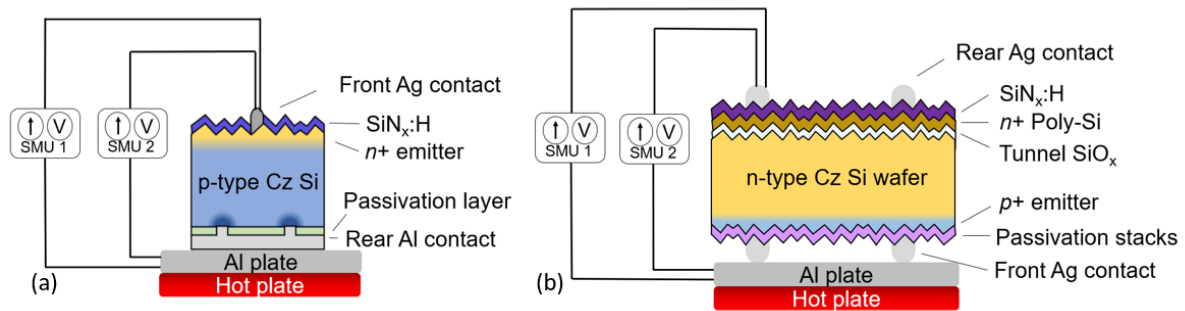 Front Ag contact
SiNx:H
n+ emitter
V
SMU 1
V
SMU 2
p-type Cz Si
Passivation layer
Rear Al contact
Al plate
Hot plate
(a)
Rear Ag contact
SiNx:H
n+ Poly-Si
Tunnel SiOx
V
SMU 1
V
SMU 2
n-type Cz Si wafer
p+ emitter
Passivation stacks
Front Ag contact
Al plate
Hot plate
(b)